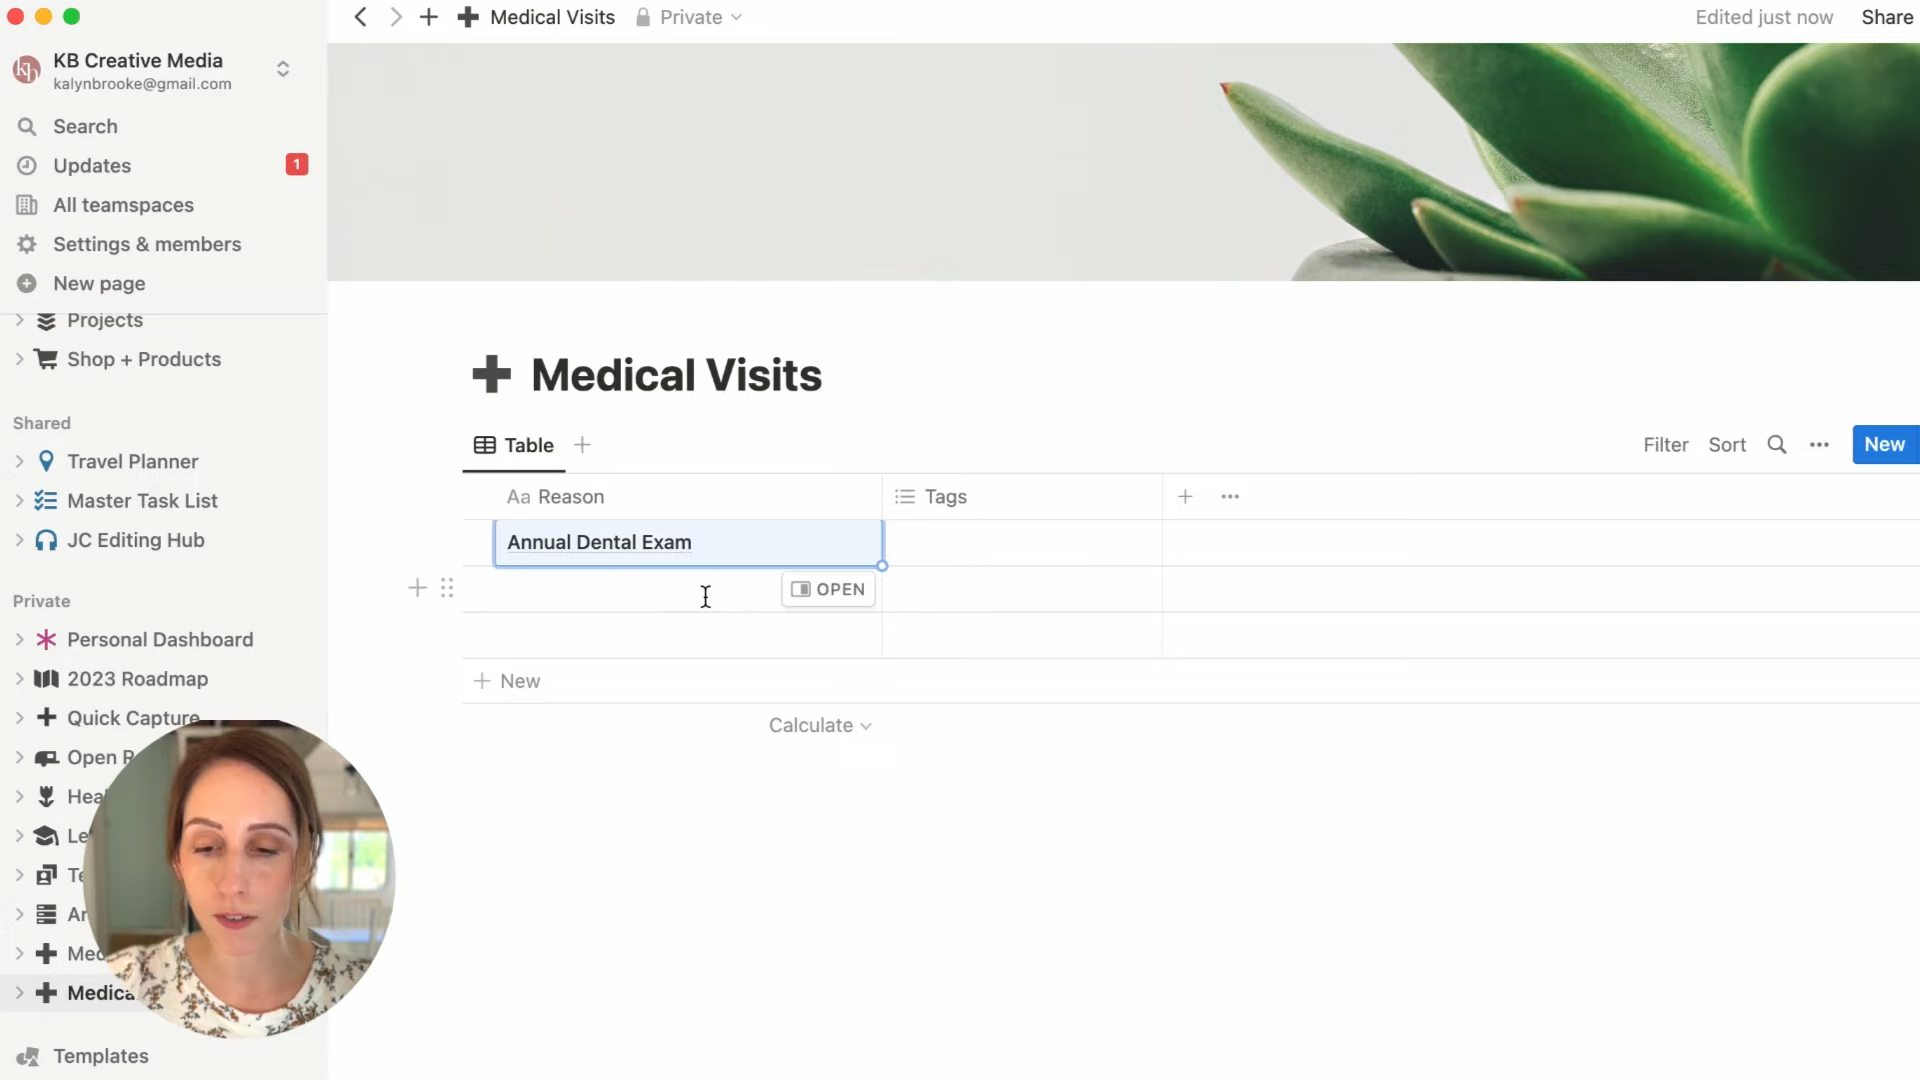 Medical Visits Private Edited just now Share
kb KB Creative Media
kalynbrooke@gmail.com
Search
Updates 1
All teamspaces
Settings & members
New page
Projects
Shop + Products
Shared
Travel Planner
Master Task List
JC Editing Hub
Private
Personal Dashboard
2023 Roadmap
Quick Capture
Open
Templates
Medical Visits
Table Filter Sort New
Aa Reason Tags
Annual Dental Exam
OPEN
New
Calculate